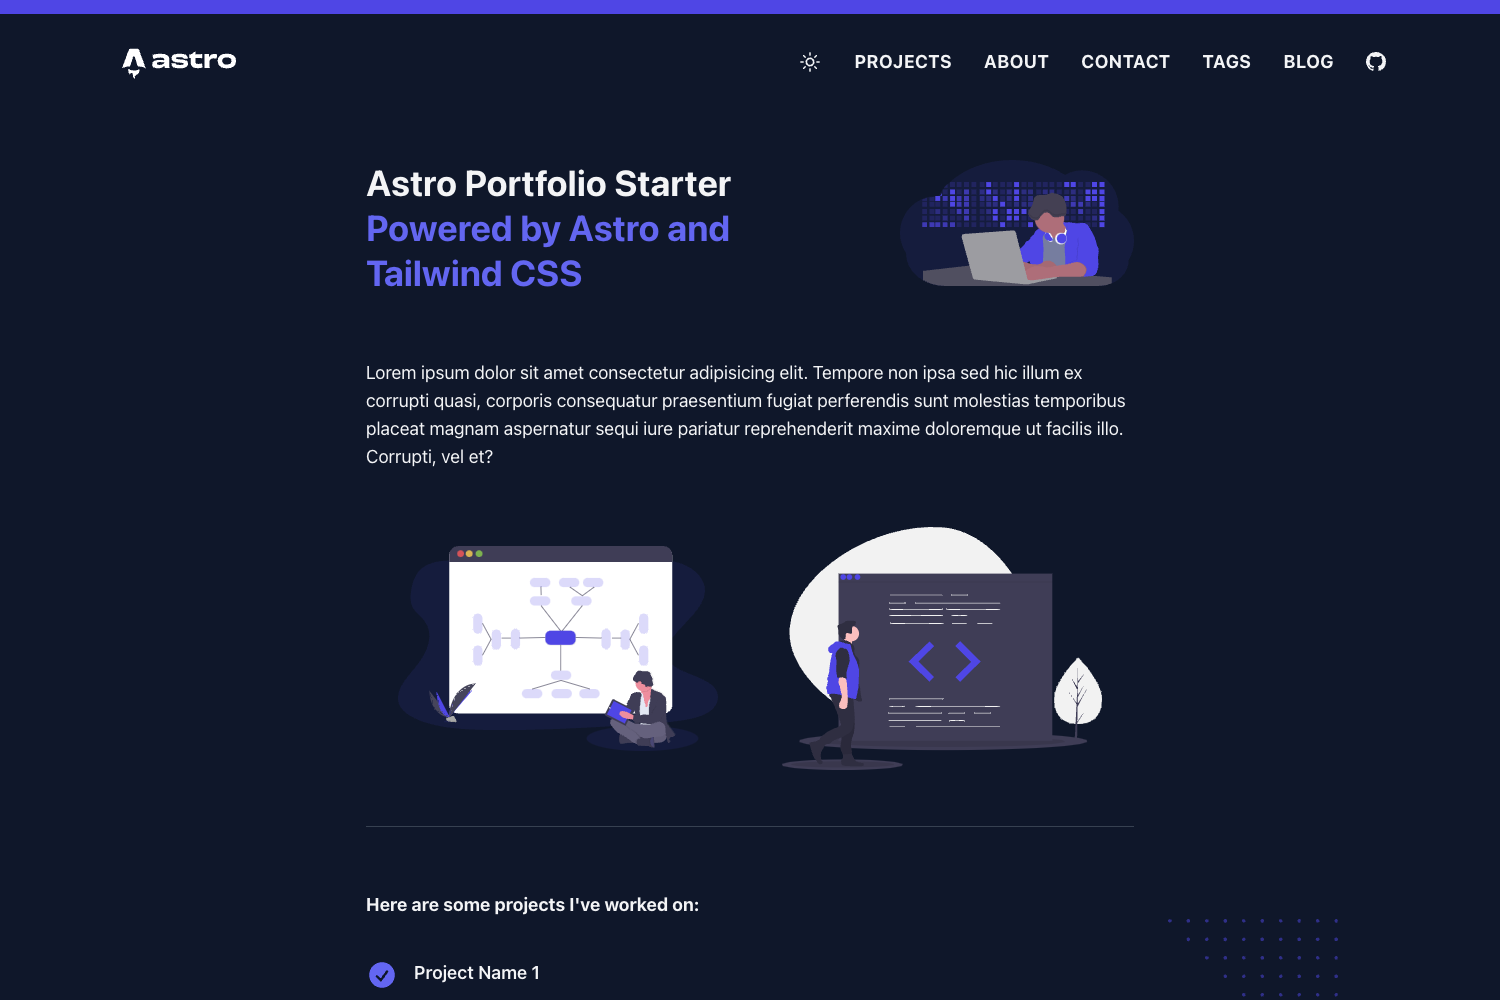 astro
PROJECTS ABOUT CONTACT TAGS BLOG
Astro Portfolio Starter
Powered by Astro and
Tailwind CSS
Lorem ipsum dolor sit amet consectetur adipisicing elit. Tempore non ipsa sed hic illum ex
corrupti quasi, corporis consequatur praesentium fugiat perferendis sunt molestias temporibus
placeat magnam aspernatur sequi iure pariatur reprehenderit maxime doloremque ut facilis illo.
Corrupti, vel et?
Here are some projects I've worked on:
Project Name 1